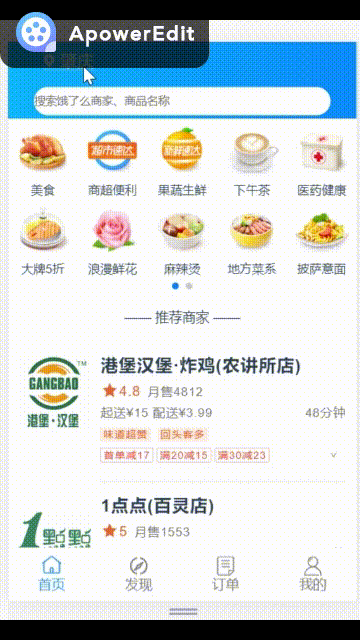 ApowerEdit
搜索饿了么商家、商品名称
美食
商超便利
果蔬生鲜
下午茶
医药健康
超市速达
新鲜速达
大牌5折
浪漫鲜花
麻辣烫
地方菜系
披萨意面
推荐商家
港堡汉堡·炸鸡(农讲所店)
4.8 月售4812
起送¥15 配送¥3.99 48分钟
味道超赞 回头客多
首单减17 满20减15 满30减23
GANGBAO
TM
港堡·汉堡
1点点(百灵店)
5 月售1553
1點點
首页
发现
订单
我的